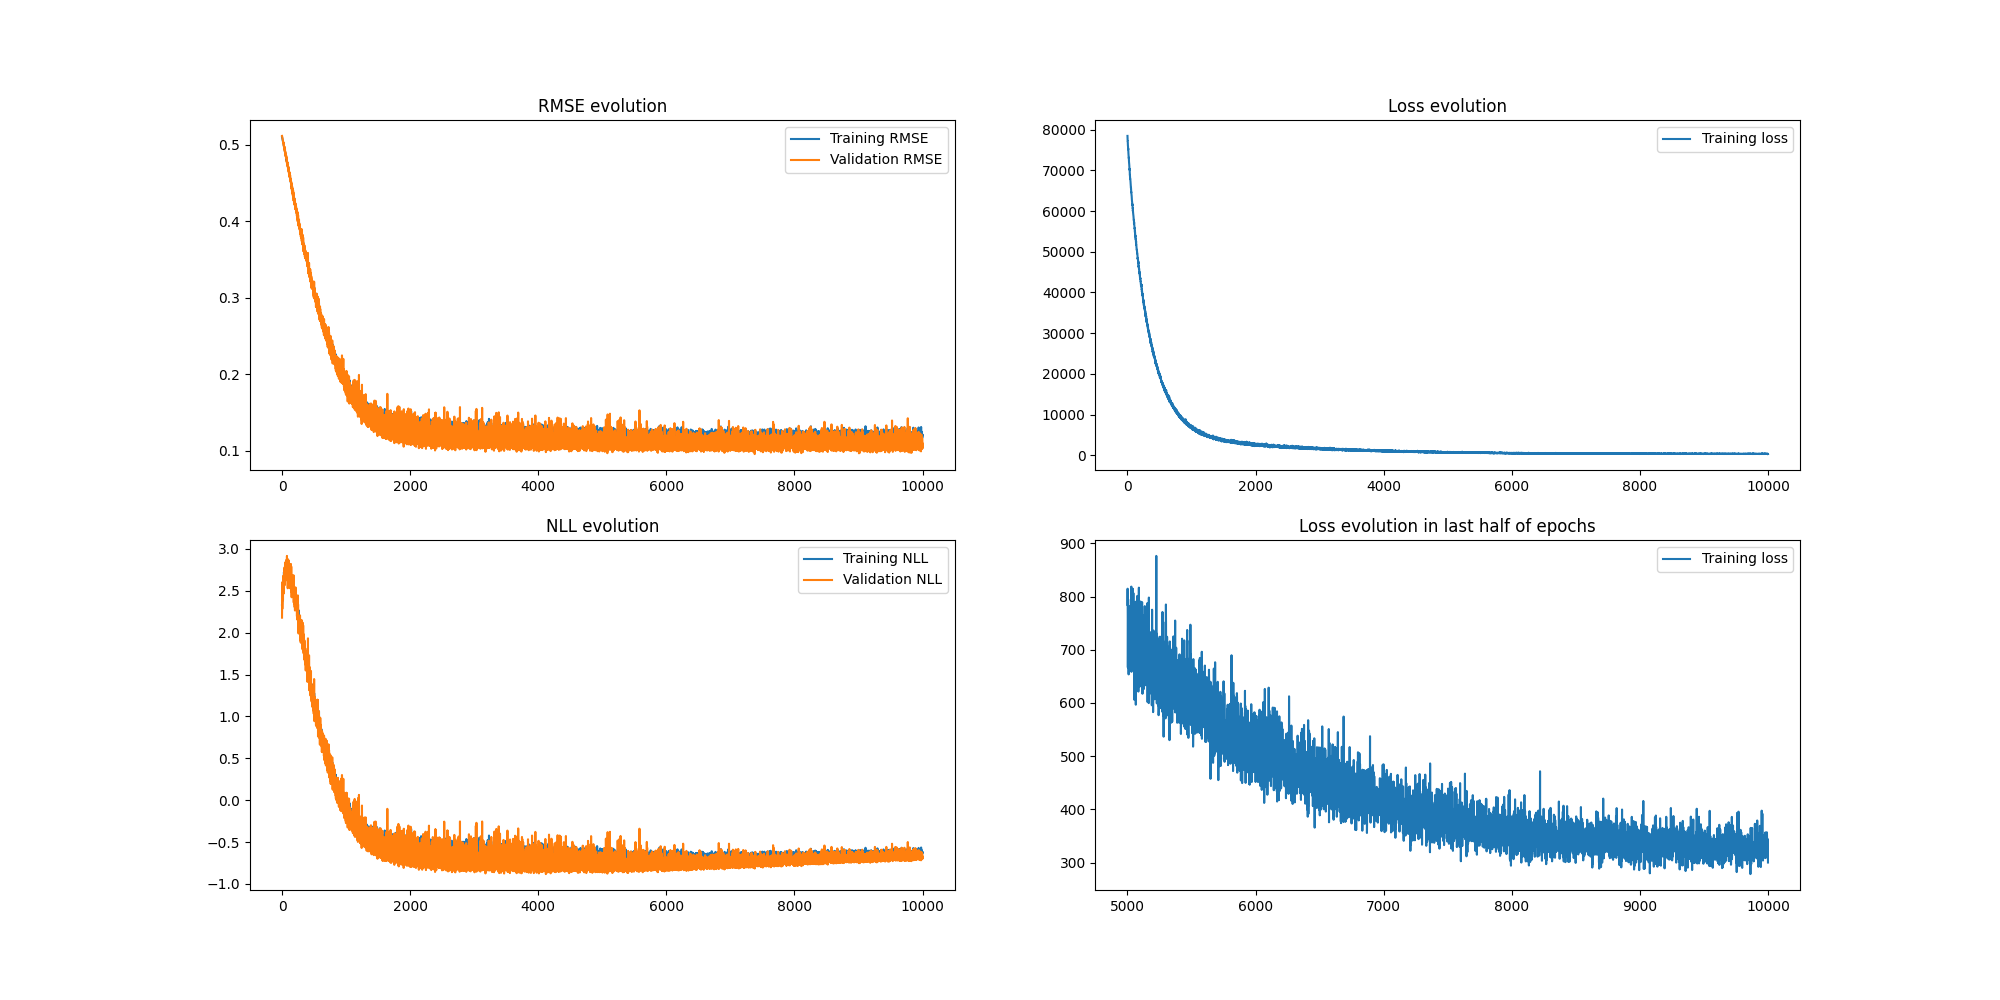 RMSE evolution
0.5
0.4
0.3
0.2
0.1
0 2000 4000 6000 8000 10000
Training RMSE
Validation RMSE
Loss evolution
80000
70000
60000
50000
40000
30000
20000
10000
0
0 2000 4000 6000 8000 10000
Training loss
NLL evolution
3.0
2.5
2.0
1.5
1.0
0.5
0.0
−0.5
−1.0
0 2000 4000 6000 8000 10000
Training NLL
Validation NLL
Loss evolution in last half of epochs
900
800
700
600
500
400
300
5000 6000 7000 8000 9000 10000
Training loss